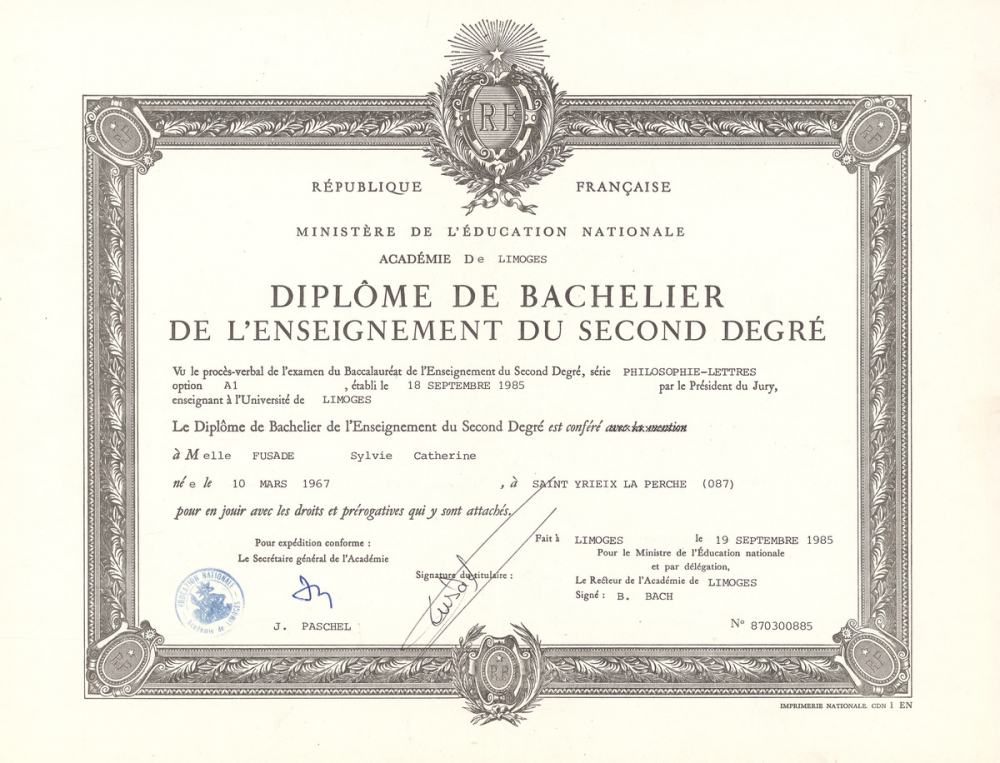 RF
RÉPUBLIQUE FRANÇAISE
MINISTÈRE DE L'ÉDUCATION NATIONALE
ACADÉMIE De LIMOGES
DIPLÔME DE BACHELIER
DE L'ENSEIGNEMENT DU SECOND DEGRÉ
Vu le procès-verbal de l'examen du Baccalauréat de l'Enseignement du Second Degré, série PHILOSOPHIE-LETTRES
option A1 , établi le 18 SEPTEMBRE 1985 par le Président du Jury,
enseignant à l'Université de LIMOGES
Le Diplôme de Bachelier de l'Enseignement du Second Degré est conféré avec la mention
à Melle FUSADE Sylvie Catherine
née le 10 MARS 1967 , à SAINT YRIEIX LA PERCHE (087)
pour en jouir avec les droits et prérogatives qui y sont attachés.
Pour expédition conforme :
Le Secrétaire général de l'Académie
J. PASCHEL
ÉDUCATION NATIONALE
Académie de LIMOGES
Signature du titulaire :
Fait à LIMOGES le 19 SEPTEMBRE 1985
Pour le Ministre de l'Éducation nationale
et par délégation,
Le Recteur de l'Académie de LIMOGES
Signé : B. BACH
N° 870300885
RF
IMPRIMERIE NATIONALE. CDN 1 EN